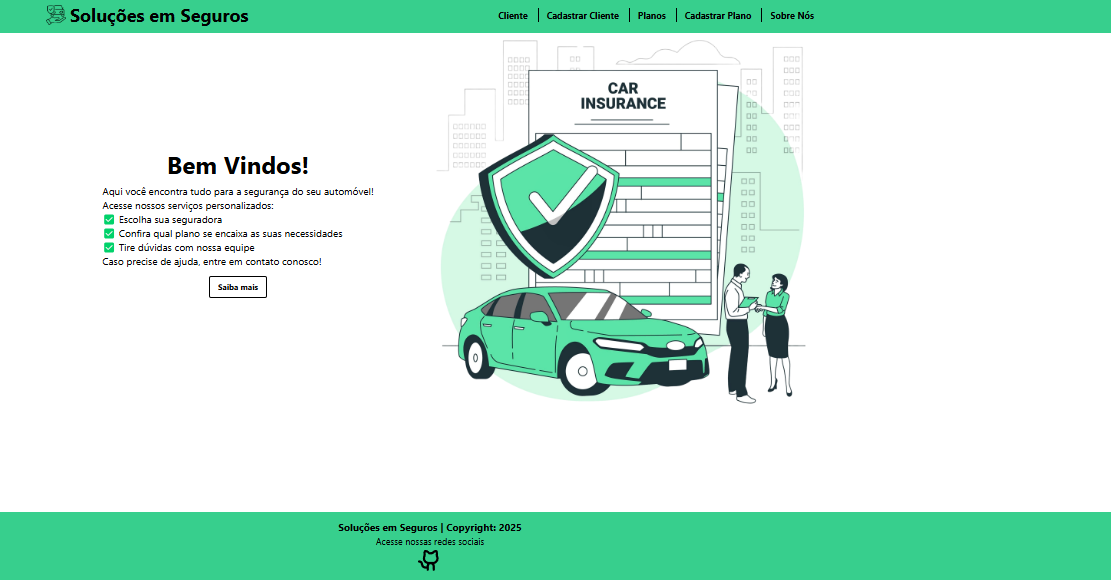 Soluções em Seguros
Cliente
Cadastrar Cliente
Planos
Cadastrar Plano
Sobre Nós
CAR
INSURANCE
Bem Vindos!
Aqui você encontra tudo para a segurança do seu automóvel!
Acesse nossos serviços personalizados:
Escolha sua seguradora
Confira qual plano se encaixa as suas necessidades
Tire dúvidas com nossa equipe
Caso precise de ajuda, entre em contato conosco!
Saiba mais
Soluções em Seguros | Copyright: 2025
Acesse nossas redes sociais